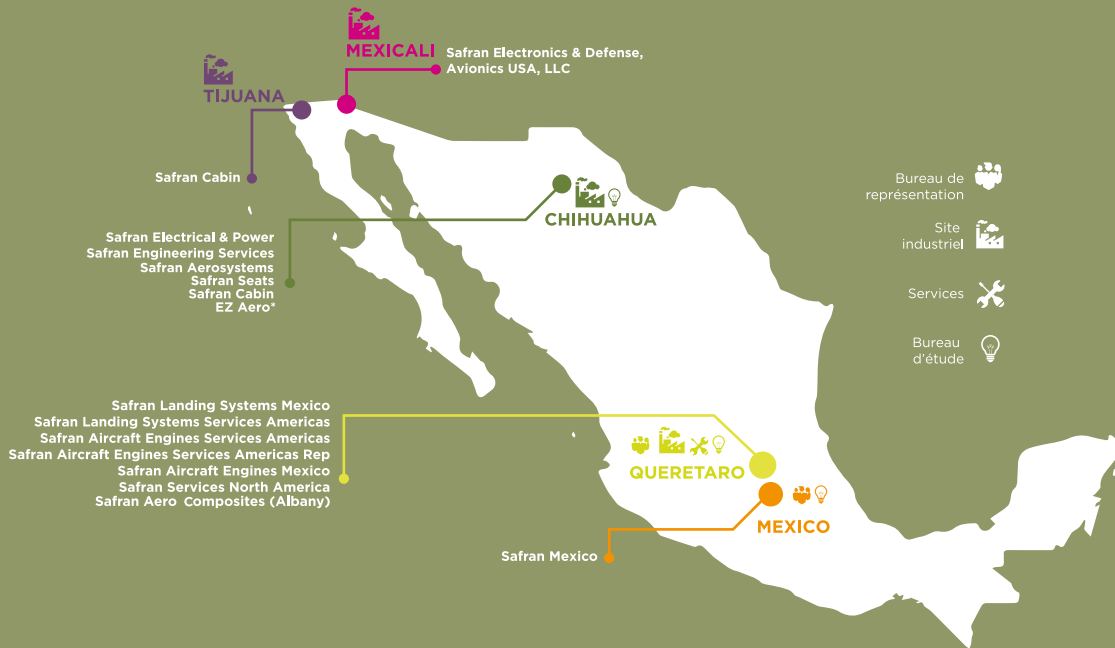 MEXICALI
Safran Electronics & Defense,
Avionics USA, LLC
TIJUANA
Safran Cabin
CHIHUAHUA
Safran Electrical & Power
Safran Engineering Services
Safran Aerosystems
Safran Seats
Safran Cabin
EZ Aero*
Bureau de
représentation
Site
industriel
Services
Bureau
d'étude
Safran Landing Systems Mexico
Safran Landing Systems Services Americas
Safran Aircraft Engines Services Americas
Safran Aircraft Engines Services Americas Rep
Safran Aircraft Engines Mexico
Safran Services North America
Safran Aero Composites (Albany)
QUERETARO
MEXICO
Safran Mexico